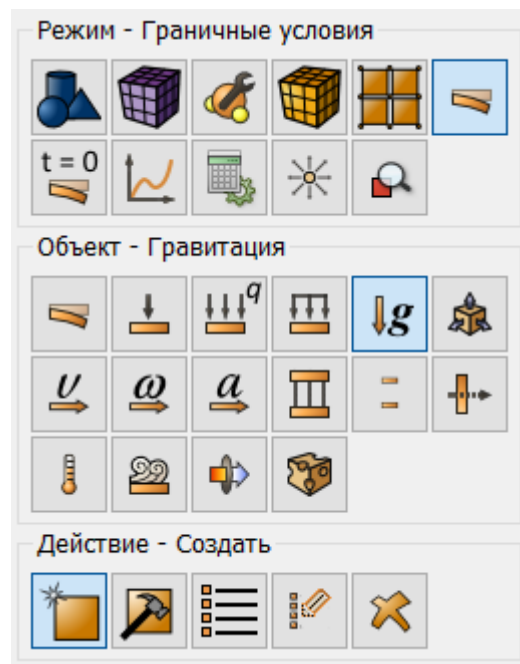 Режим - Граничные условия
t = 0
Объект - Гравитация
q
g
υ ω a
Действие - Создать